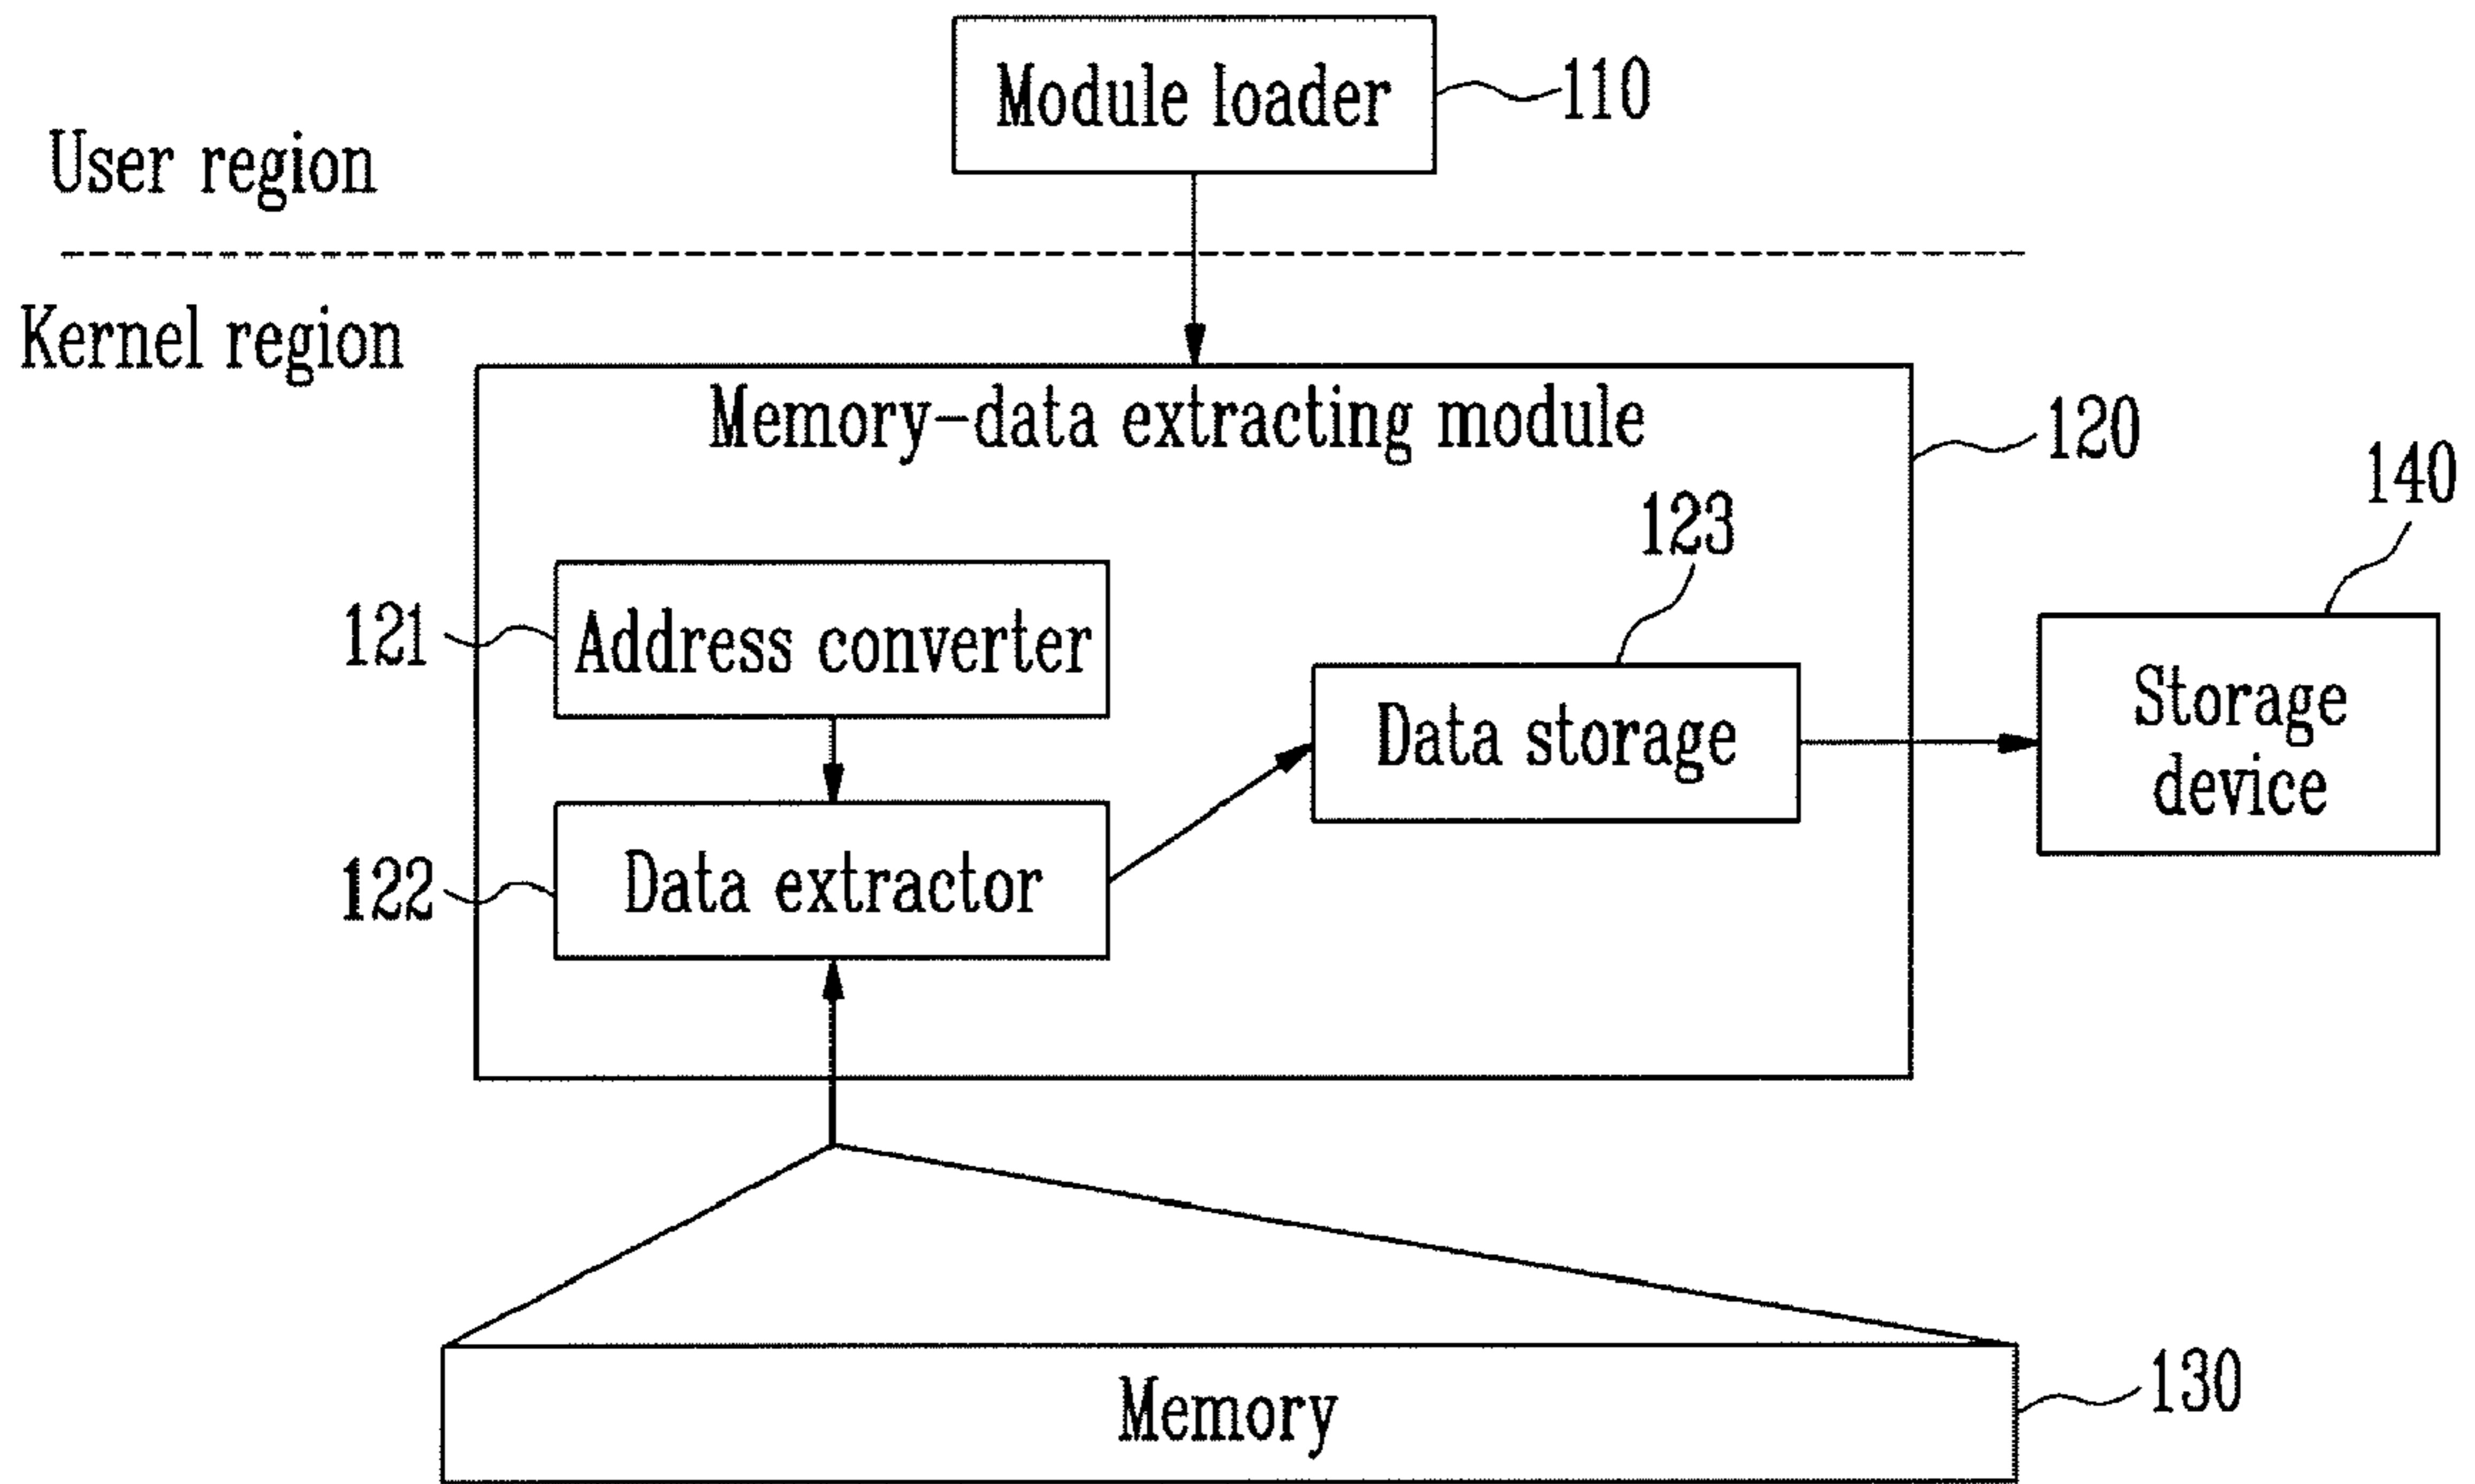 Module loader
110
User region
Kernel region
Memory-data extracting module
120
140
123
121
Address converter
Data storage
Storage
device
122
Data extractor
Memory
130